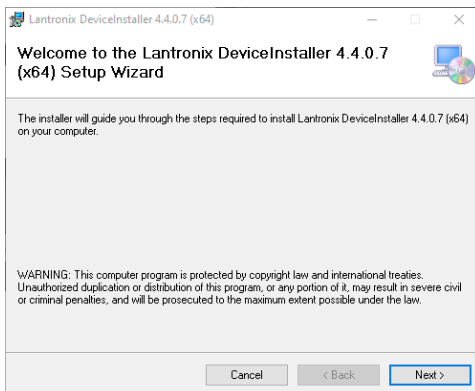 Lantronix DeviceInstaller 4.4.0.7 (x64)
Welcome to the Lantronix DeviceInstaller 4.4.0.7
(x64) Setup Wizard
The installer will guide you through the steps required to install Lantronix DeviceInstaller 4.4.0.7 (x64)
on your computer.
WARNING: This computer program is protected by copyright law and international treaties.
Unauthorized duplication or distribution of this program, or any portion of it, may result in severe civil
or criminal penalties, and will be prosecuted to the maximum extent possible under the law.
Cancel < Back Next >